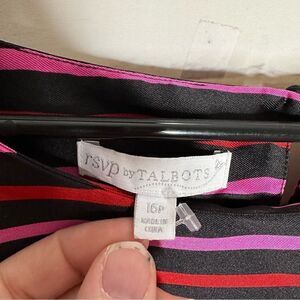 rsvp by TALBOTS
16P
MADE IN
CHINA